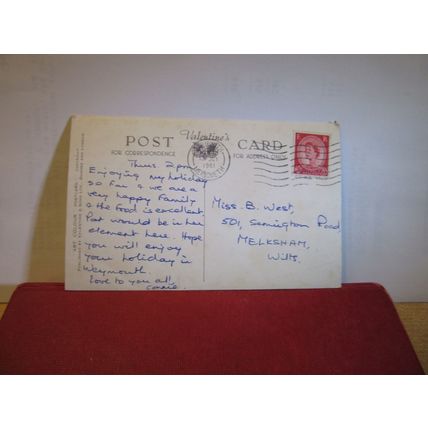 POST Valentine's CARD
FOR CORRESPONDENCE
FOR ADDRESS ONLY
1961
Thurs 2pm.
Enjoying my holiday
so far & we are a
very happy family
& the food is excellent.
Pat would be in her
element here. Hope
you will enjoy
your holiday in
Weymouth.
Love to you all.
Miss. B. West,
501, Semington Road,
MELKSHAM,
Wilts.